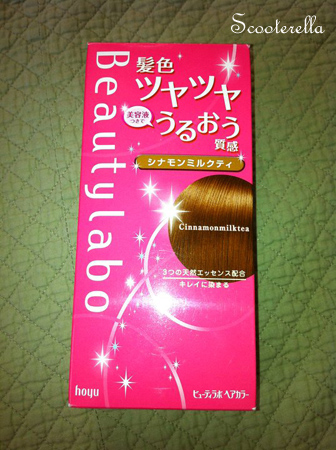 Scooterella
Beautylabo
髪色
ツヤツヤ
美容液
つきで
うるおう
質感
シナモンミルクティ
Cinnamonmilktea
3つの天然エッセンス配合
キレイに染まる
hoyu
ビューティラボ ヘアカラー